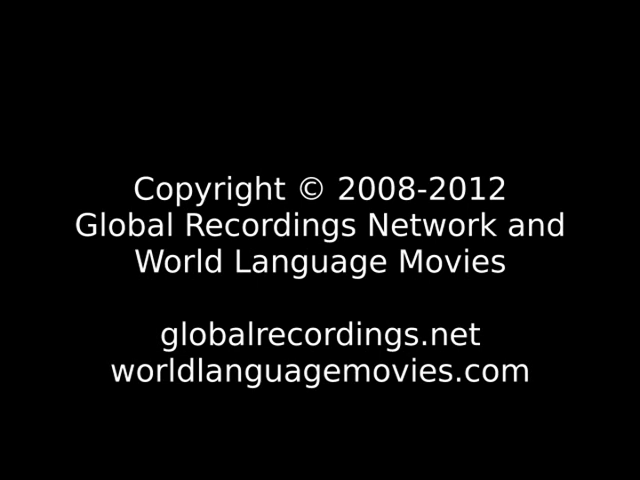 Copyright © 2008-2012
Global Recordings Network and
World Language Movies
globalrecordings.net
worldlanguagemovies.com